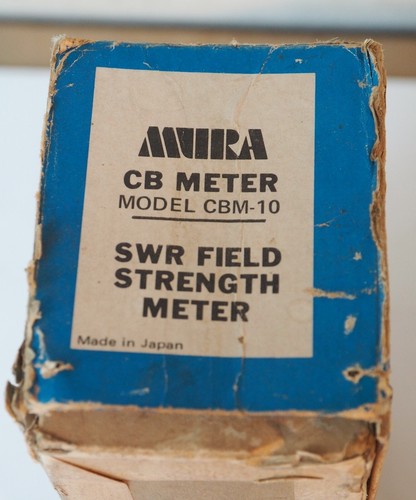 MURA
CB METER
MODEL CBM-10
SWR FIELD
STRENGTH
METER
Made in Japan